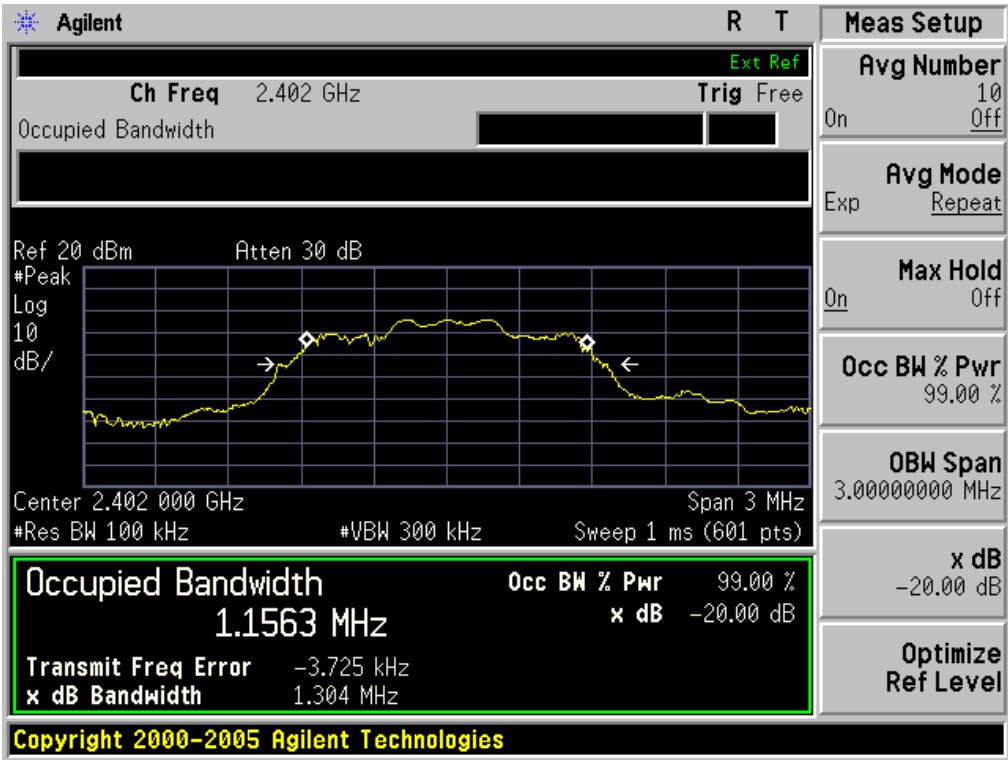 Agilent R T
Ext Ref
Ch Freq 2.402 GHz Trig Free
Occupied Bandwidth
Ref 20 dBm Atten 30 dB
#Peak
Log
10
dB/
Center 2.402 000 GHz Span 3 MHz
#Res BW 100 kHz #VBW 300 kHz Sweep 1 ms (601 pts)
Occupied Bandwidth Occ BW % Pwr 99.00 %
1.1563 MHz x dB -20.00 dB
Transmit Freq Error -3.725 kHz
x dB Bandwidth 1.304 MHz
Copyright 2000-2005 Agilent Technologies
Meas Setup
Avg Number
10
On Off
Avg Mode
Exp Repeat
Max Hold
On Off
Occ BW % Pwr
99.00 %
OBW Span
3.00000000 MHz
x dB
-20.00 dB
Optimize
Ref Level